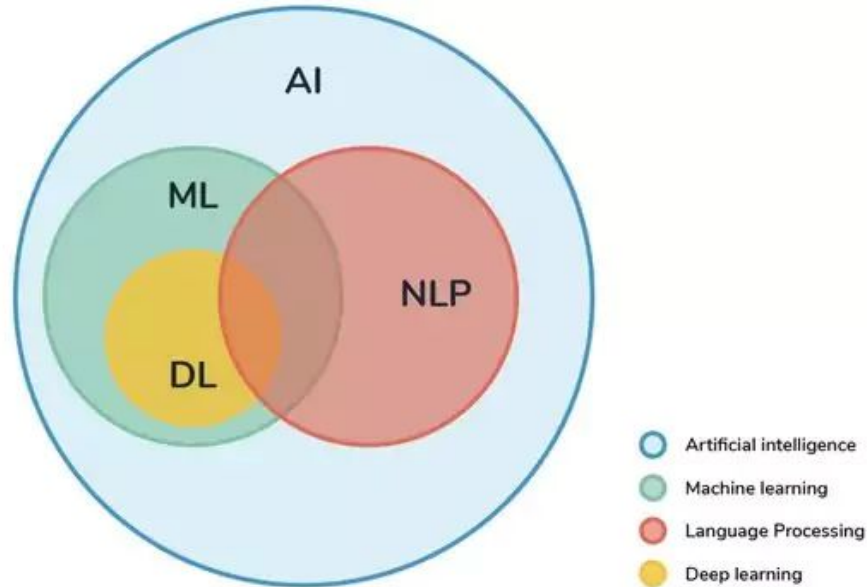 AI
ML
NLP
DL
Artificial intelligence
Machine learning
Language Processing
Deep learning